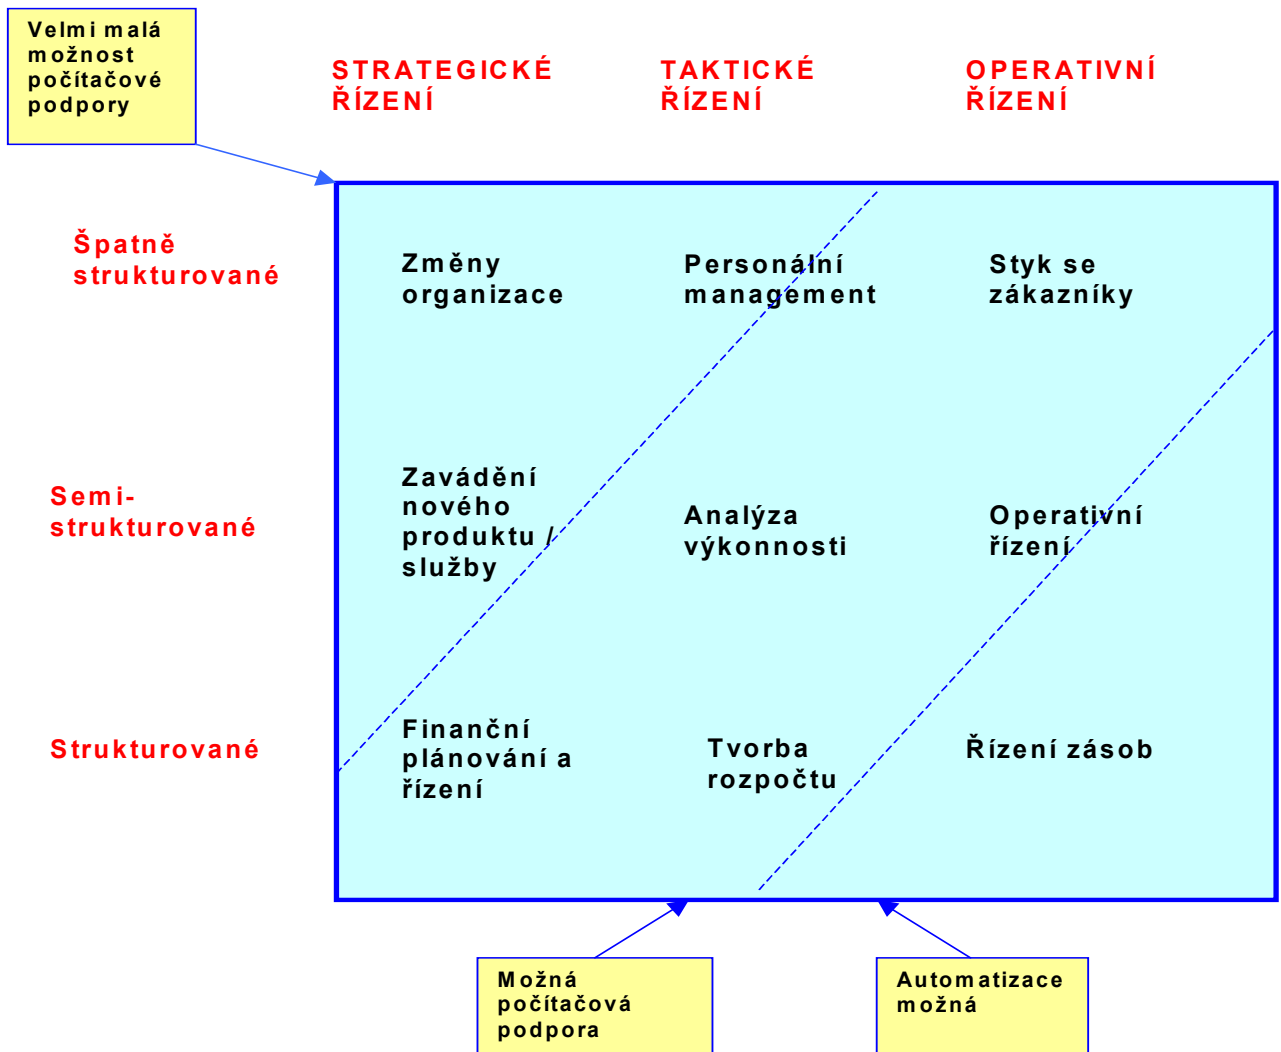 Velmi malá
možnost
počítačové
podpory
STRATEGICKÉ
ŘÍZENÍ
TAKTICKÉ
ŘÍZENÍ
OPERATIVNÍ
ŘÍZENÍ
Špatně
strukturované
Změny
organizace
Personální
management
Styk se
zákazníky
Semi-
strukturované
Zavádění
nového
produktu /
služby
Analýza
výkonnosti
Operativní
řízení
Strukturované
Finanční
plánování a
řízení
Tvorba
rozpočtu
Řízení zásob
Možná
počítačová
podpora
Automatizace
možná